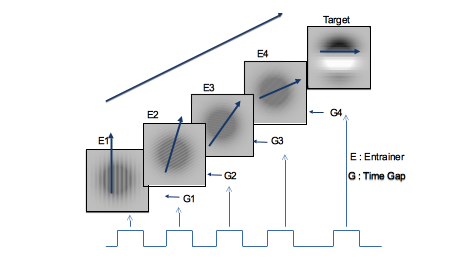 Target
E4
E3
E2
E1
G4
G3
G2
G1
E : Entrainer
G : Time Gap